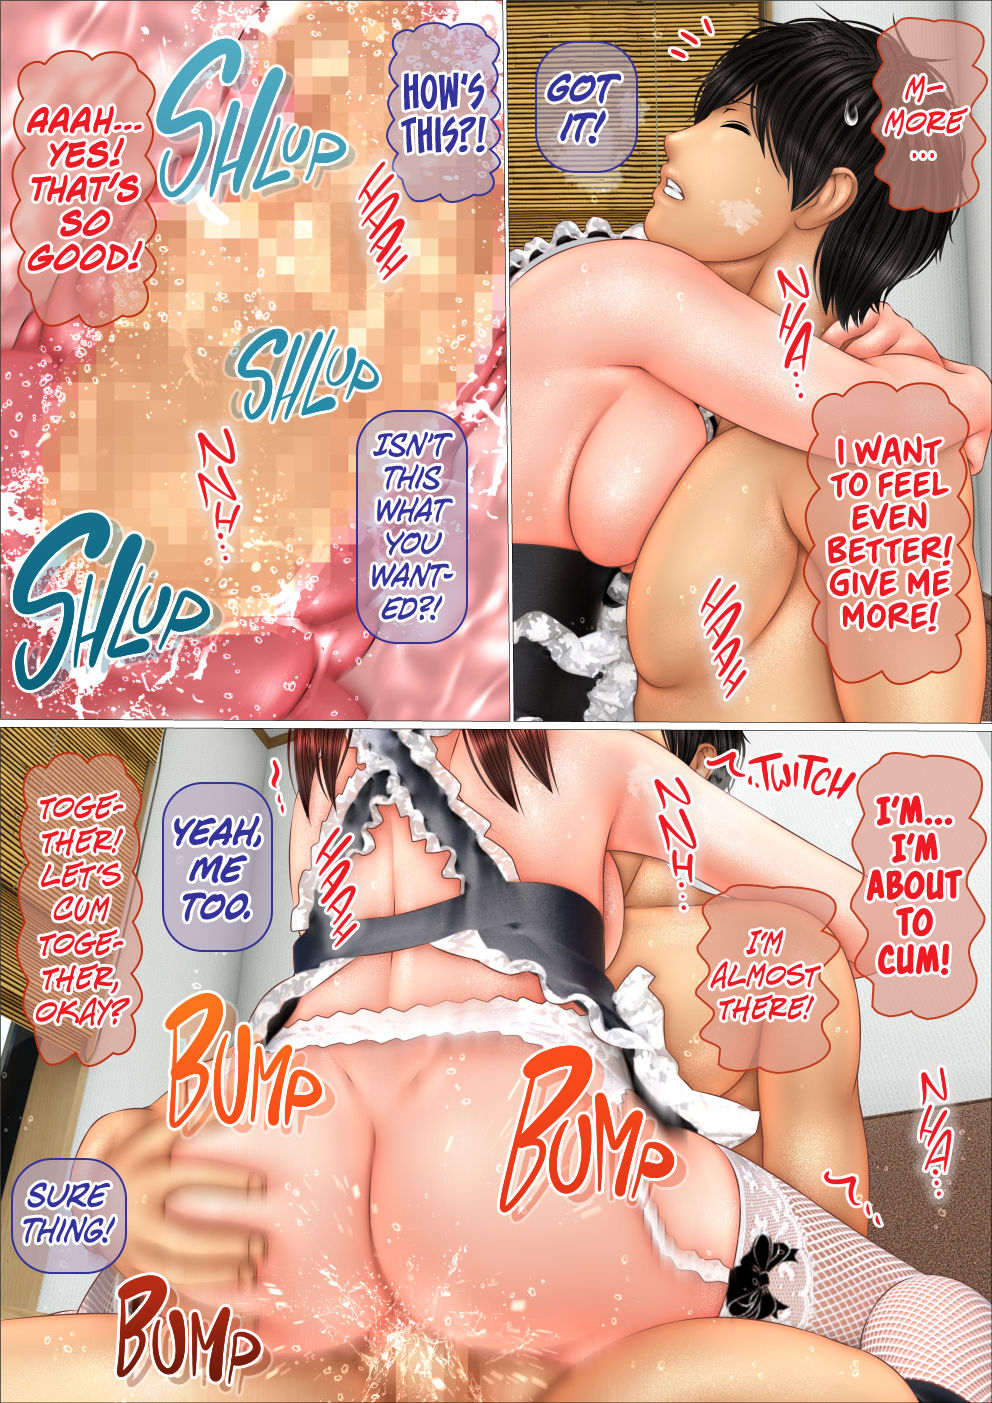 M-
MORE
...
GOT
IT!
NHA...
I WANT
TO FEEL
EVEN
BETTER!
GIVE ME
MORE!
HAAH
HOW'S
THIS?!
SHLUP
AAAH...
YES!
THAT'S
SO
GOOD!
HAAH
SHLUP
NNH...
ISN'T
THIS
WHAT
YOU
WANT-
ED?!
SHLUP
I'M...
I'M
ABOUT
TO
CUM!
TWITCH
NNH...
I'M
ALMOST
THERE!
YEAH,
ME
TOO.
HAAH
TOGE-
THER!
LET'S
CUM
TOGE-
THER,
OKAY?
BUMP
BUMP
NHA...
SURE
THING!
BUMP